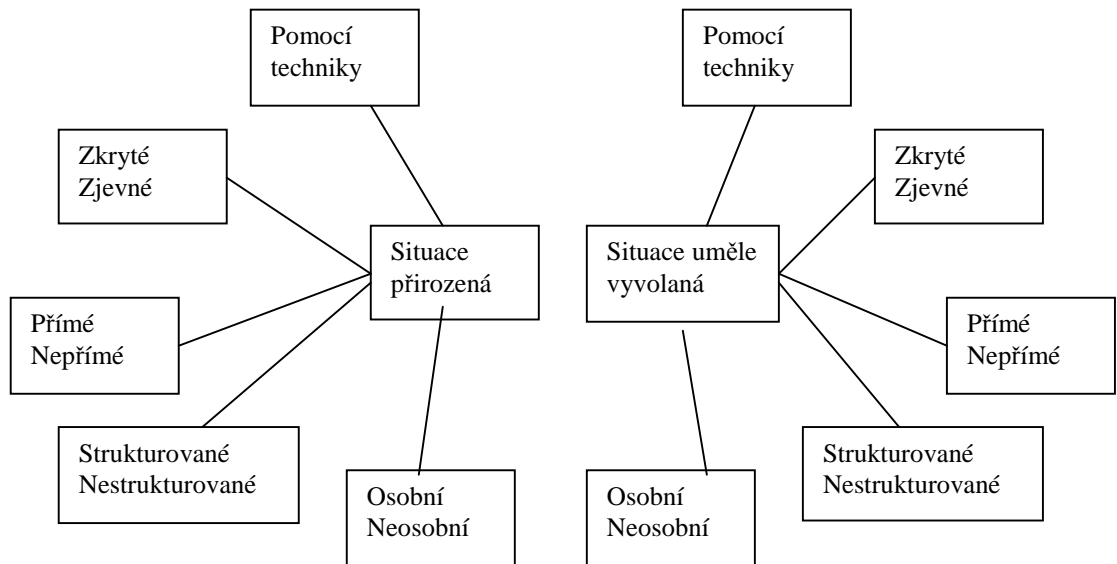 Pomocí
techniky
Pomocí
techniky
Zkryté
Zjevné
Zkryté
Zjevné
Situace
přirozená
Situace uměle
vyvolaná
Přímé
Nepřímé
Přímé
Nepřímé
Strukturované
Nestrukturované
Strukturované
Nestrukturované
Osobní
Neosobní
Osobní
Neosobní